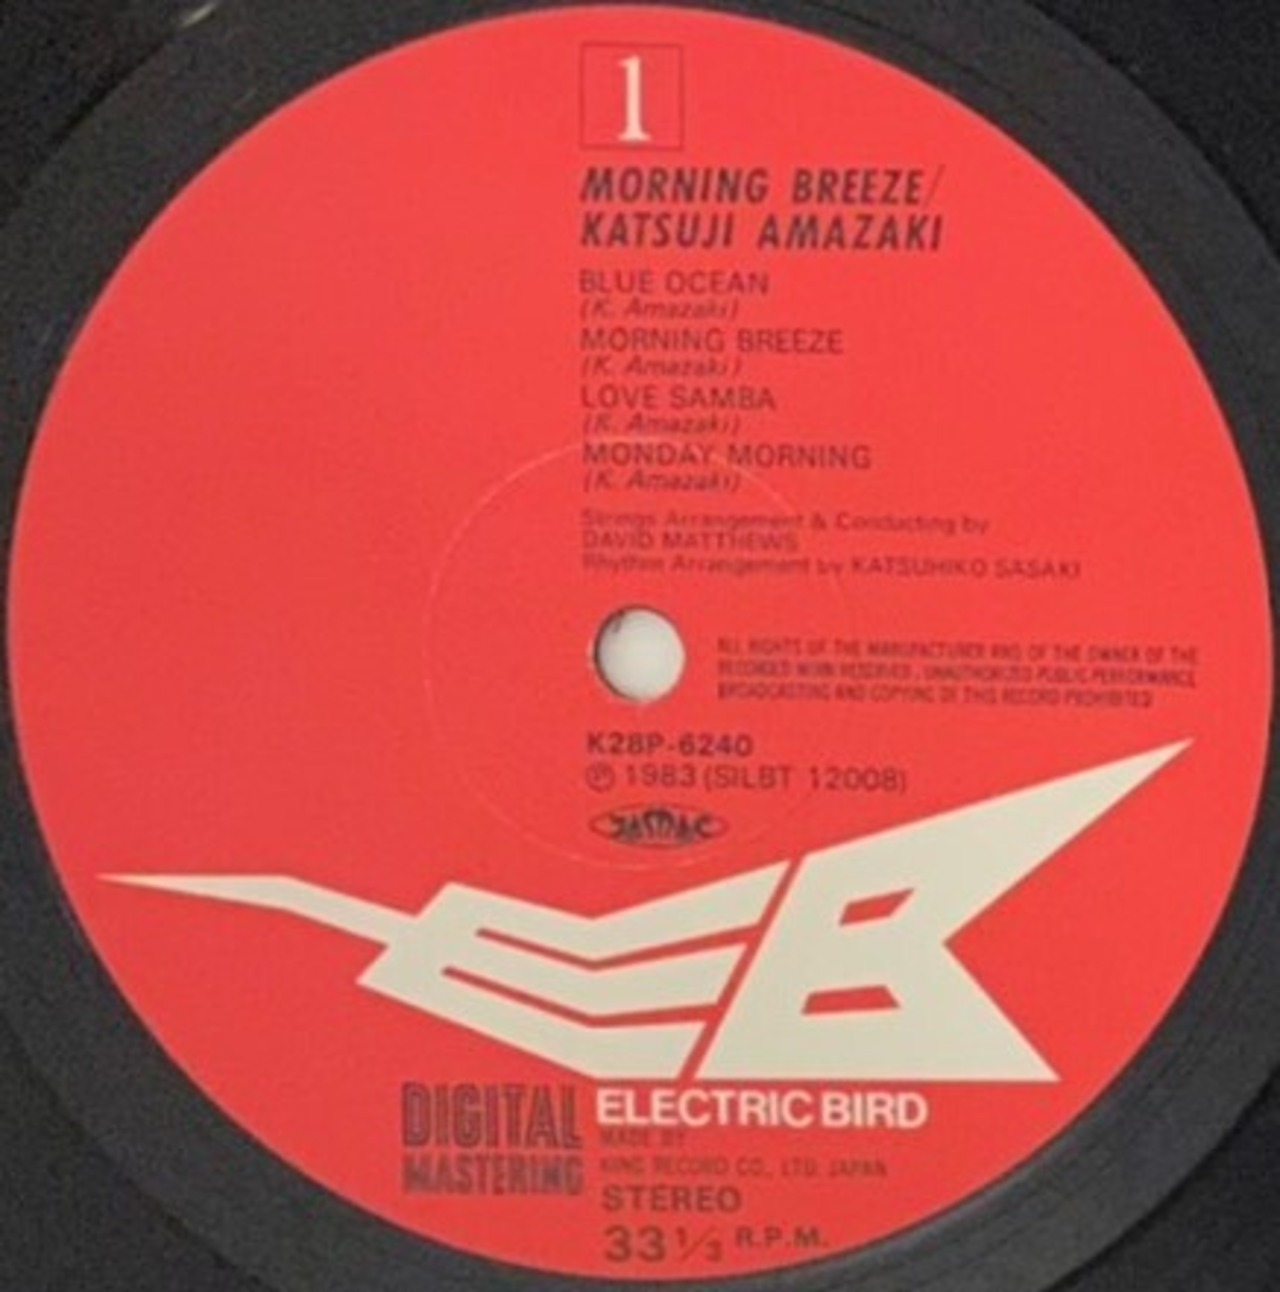 1
MORNING BREEZE/
KATSUJI AMAZAKI
BLUE OCEAN
(K. Amazaki)
MORNING BREEZE
(K. Amazaki)
LOVE SAMBA
(K. Amazaki)
MONDAY MORNING
(K. Amazaki)
Strings Arrangement & Conducting by
DAVID MATTHEWS
Rhythm Arrangement by KATSUHIKO SASAKI
ALL RIGHTS OF THE MANUFACTURER AND OF THE OWNER OF THE
RECORDED WORK RESERVED. UNAUTHORIZED PUBLIC PERFORMANCE
BROADCASTING AND COPYING OF THIS RECORD PROHIBITED
K28P-6240
Ⓟ 1983 (SILBT 12008)
JASRAC
EB
DIGITAL
MASTERING
ELECTRIC BIRD
MADE BY
KING RECORD CO., LTD. JAPAN
STEREO
33 1/3 R.P.M.